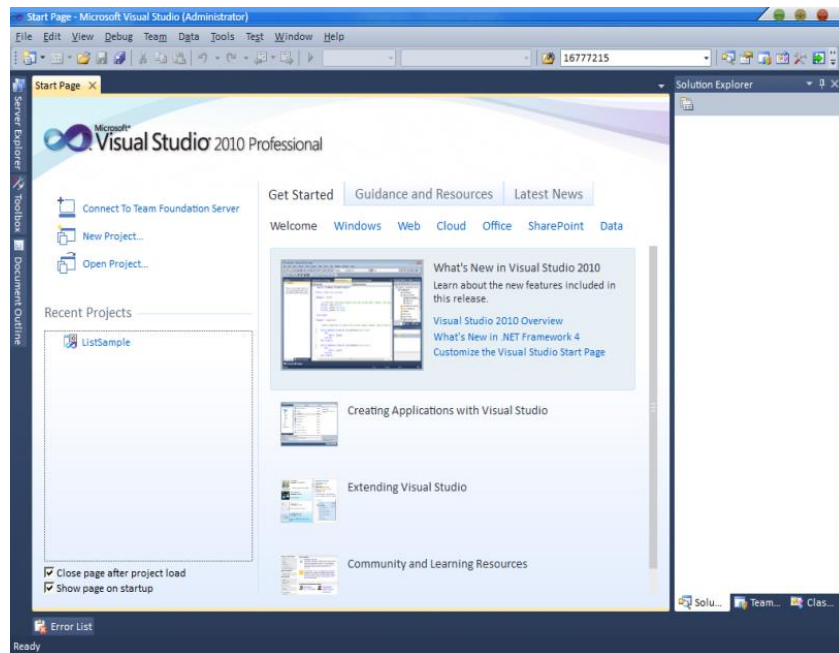 Start Page - Microsoft Visual Studio (Administrator)
File Edit View Debug Team Data Tools Test Window Help
16777215
Server Explorer
Toolbox
Document Outline
Start Page
Microsoft®
Visual Studio® 2010 Professional
Connect To Team Foundation Server
New Project...
Open Project...
Recent Projects
ListSample
Close page after project load
Show page on startup
Get Started Guidance and Resources Latest News
Welcome Windows Web Cloud Office SharePoint Data
What's New in Visual Studio 2010
Learn about the new features included in
this release.
Visual Studio 2010 Overview
What's New in .NET Framework 4
Customize the Visual Studio Start Page
Creating Applications with Visual Studio
Extending Visual Studio
Community and Learning Resources
Solution Explorer
Solu... Team... Clas...
Error List
Ready